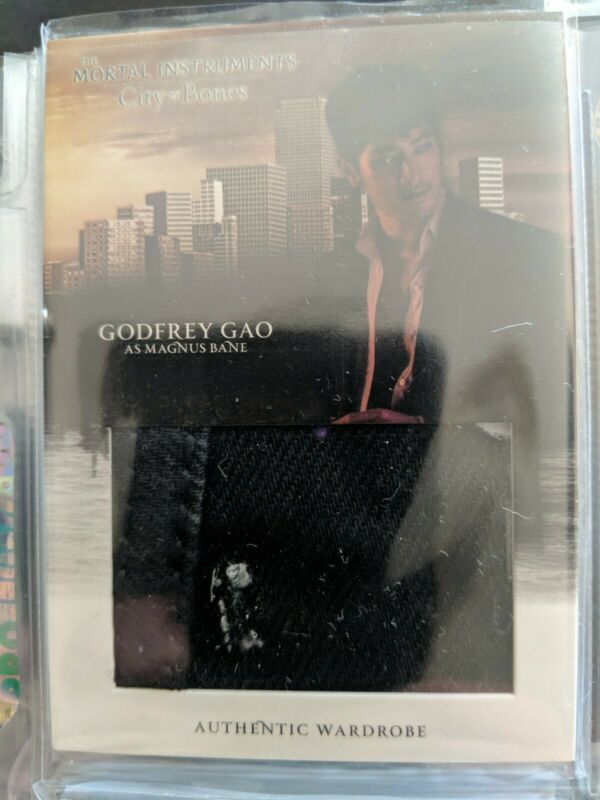 THE
MORTAL INSTRUMENTS
City of Bones
GODFREY GAO
AS MAGNUS BANE
AUTHENTIC WARDROBE